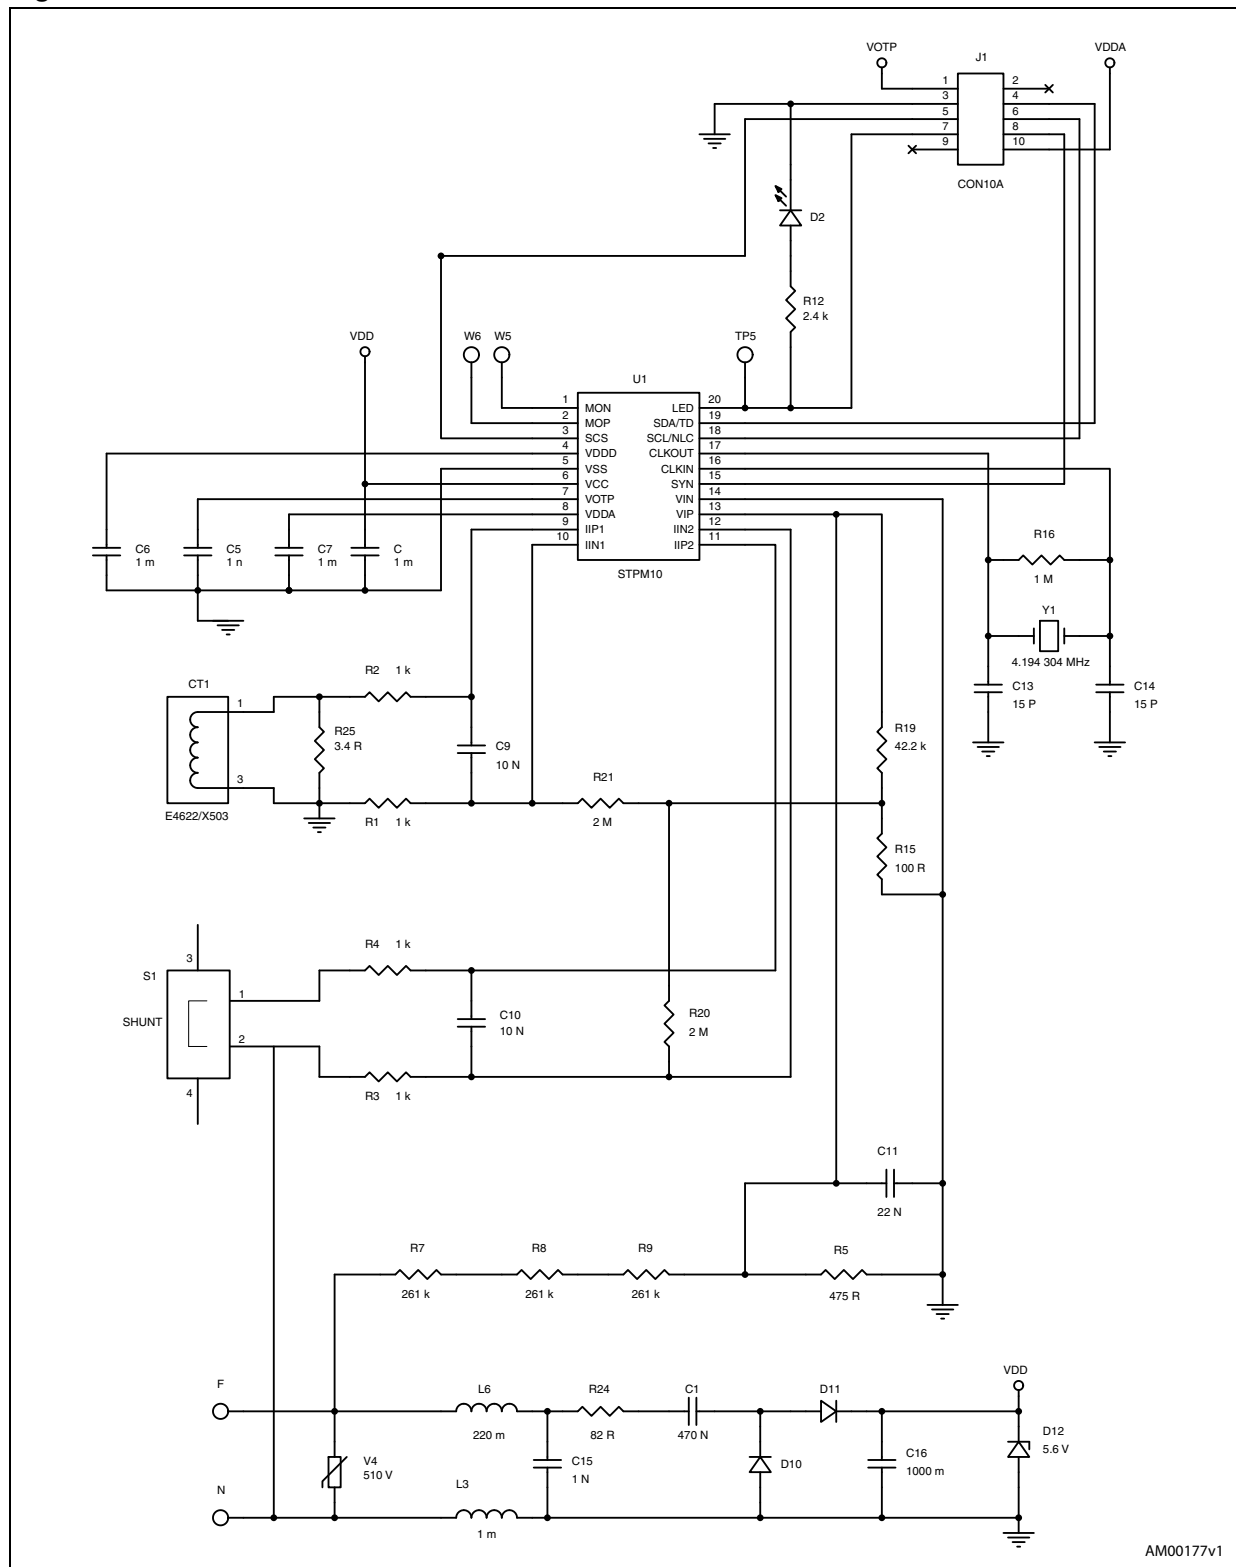 VOTP
J1
VDDA
1 2
3 4
5 6
7 8
9 10
CON10A
D2
R12
2.4 k
VDD
W6 W5
TP5
U1
1 MON LED 20
2 MOP SDA/TD 19
3 SCS SCL/NLC 18
4 VDDD CLKOUT 17
5 VSS CLKIN 16
6 VCC SYN 15
7 VOTP VIN 14
8 VDDA VIP 13
9 IIP1 IIN2 12
10 IIN1 IIP2 11
STPM10
C6
1 m
C5
1 n
C7
1 m
C
1 m
R16
1 M
Y1
4.194 304 MHz
C13
15 P
C14
15 P
CT1
1
3
E4622/X503
R2 1 k
R25
3.4 R
C9
10 N
R1 1 k
R21
2 M
R19
42.2 k
R15
100 R
S1
3
1
SHUNT
2
4
R4 1 k
C10
10 N
R3 1 k
R20
2 M
C11
22 N
R7
261 k
R8
261 k
R9
261 k
R5
475 R
F
N
V4
510 V
L6
220 m
L3
1 m
R24
82 R
C15
1 N
C1
470 N
D11
D10
C16
1000 m
VDD
D12
5.6 V
AM00177v1